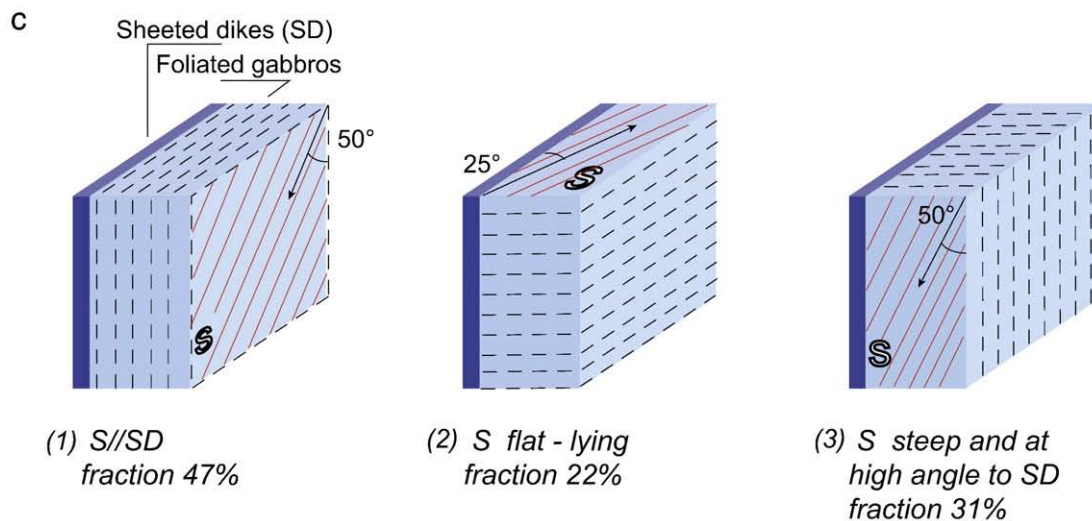 C
Sheeted dikes (SD)
Foliated gabbros
50°
S
(1) S//SD
fraction 47%
25°
S
(2) S flat - lying
fraction 22%
50°
S
(3) S steep and at
high angle to SD
fraction 31%